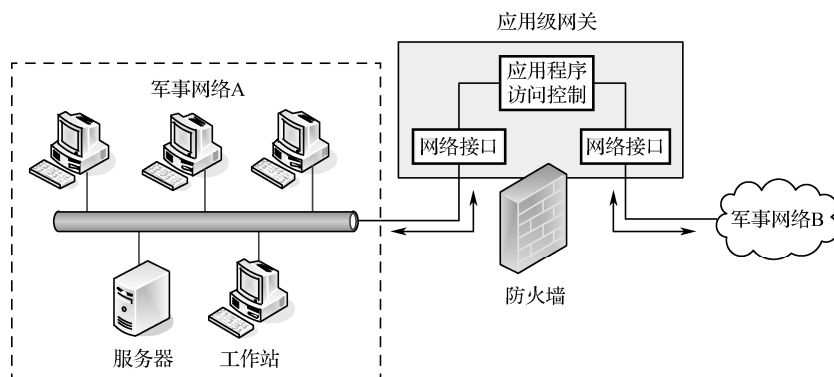 应用级网关
军事网络A
应用程序
访问控制
网络接口
网络接口
军事网络B
防火墙
服务器
工作站